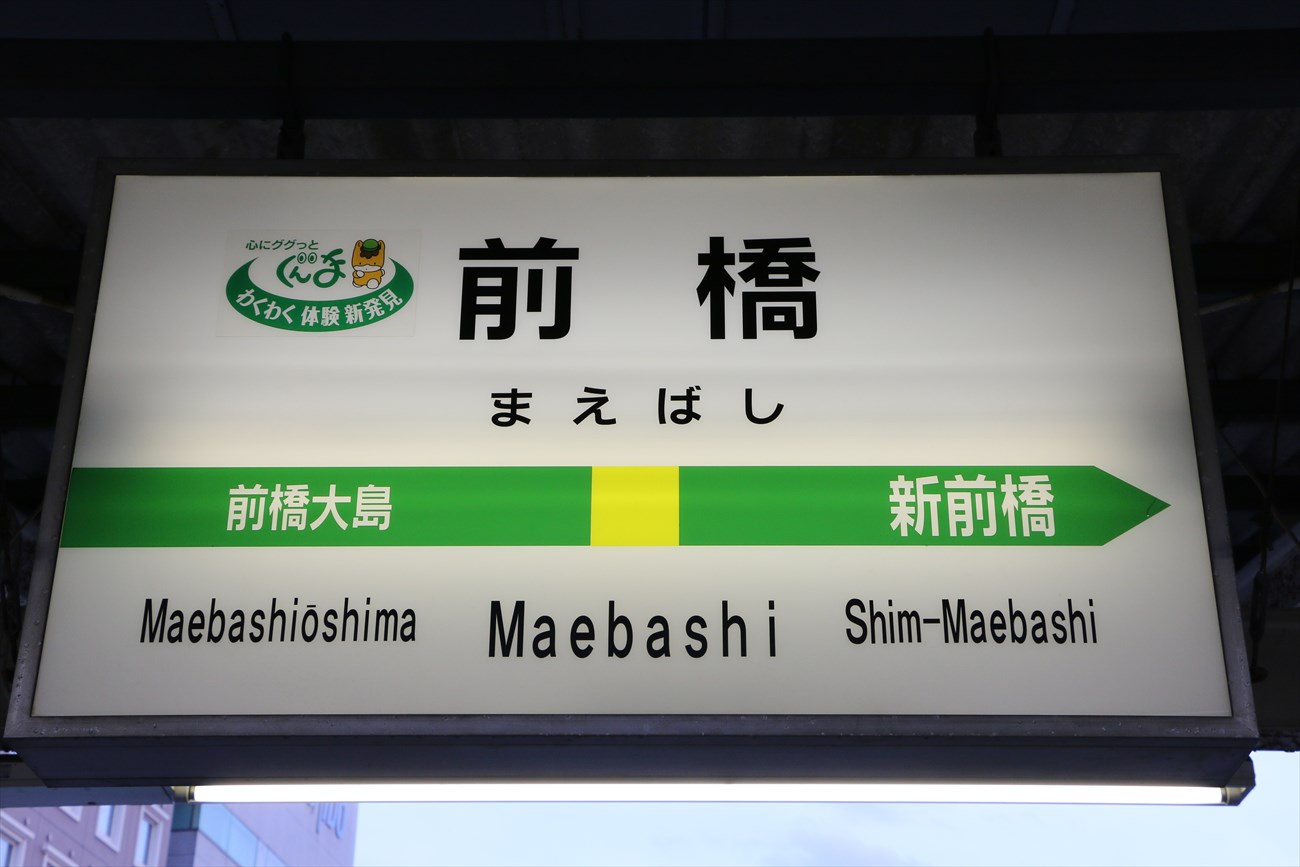 心にググっと
ぐんま
わくわく 体験 新発見
前橋
まえばし
前橋大島
新前橋
Maebashiōshima
Maebashi
Shim-Maebashi